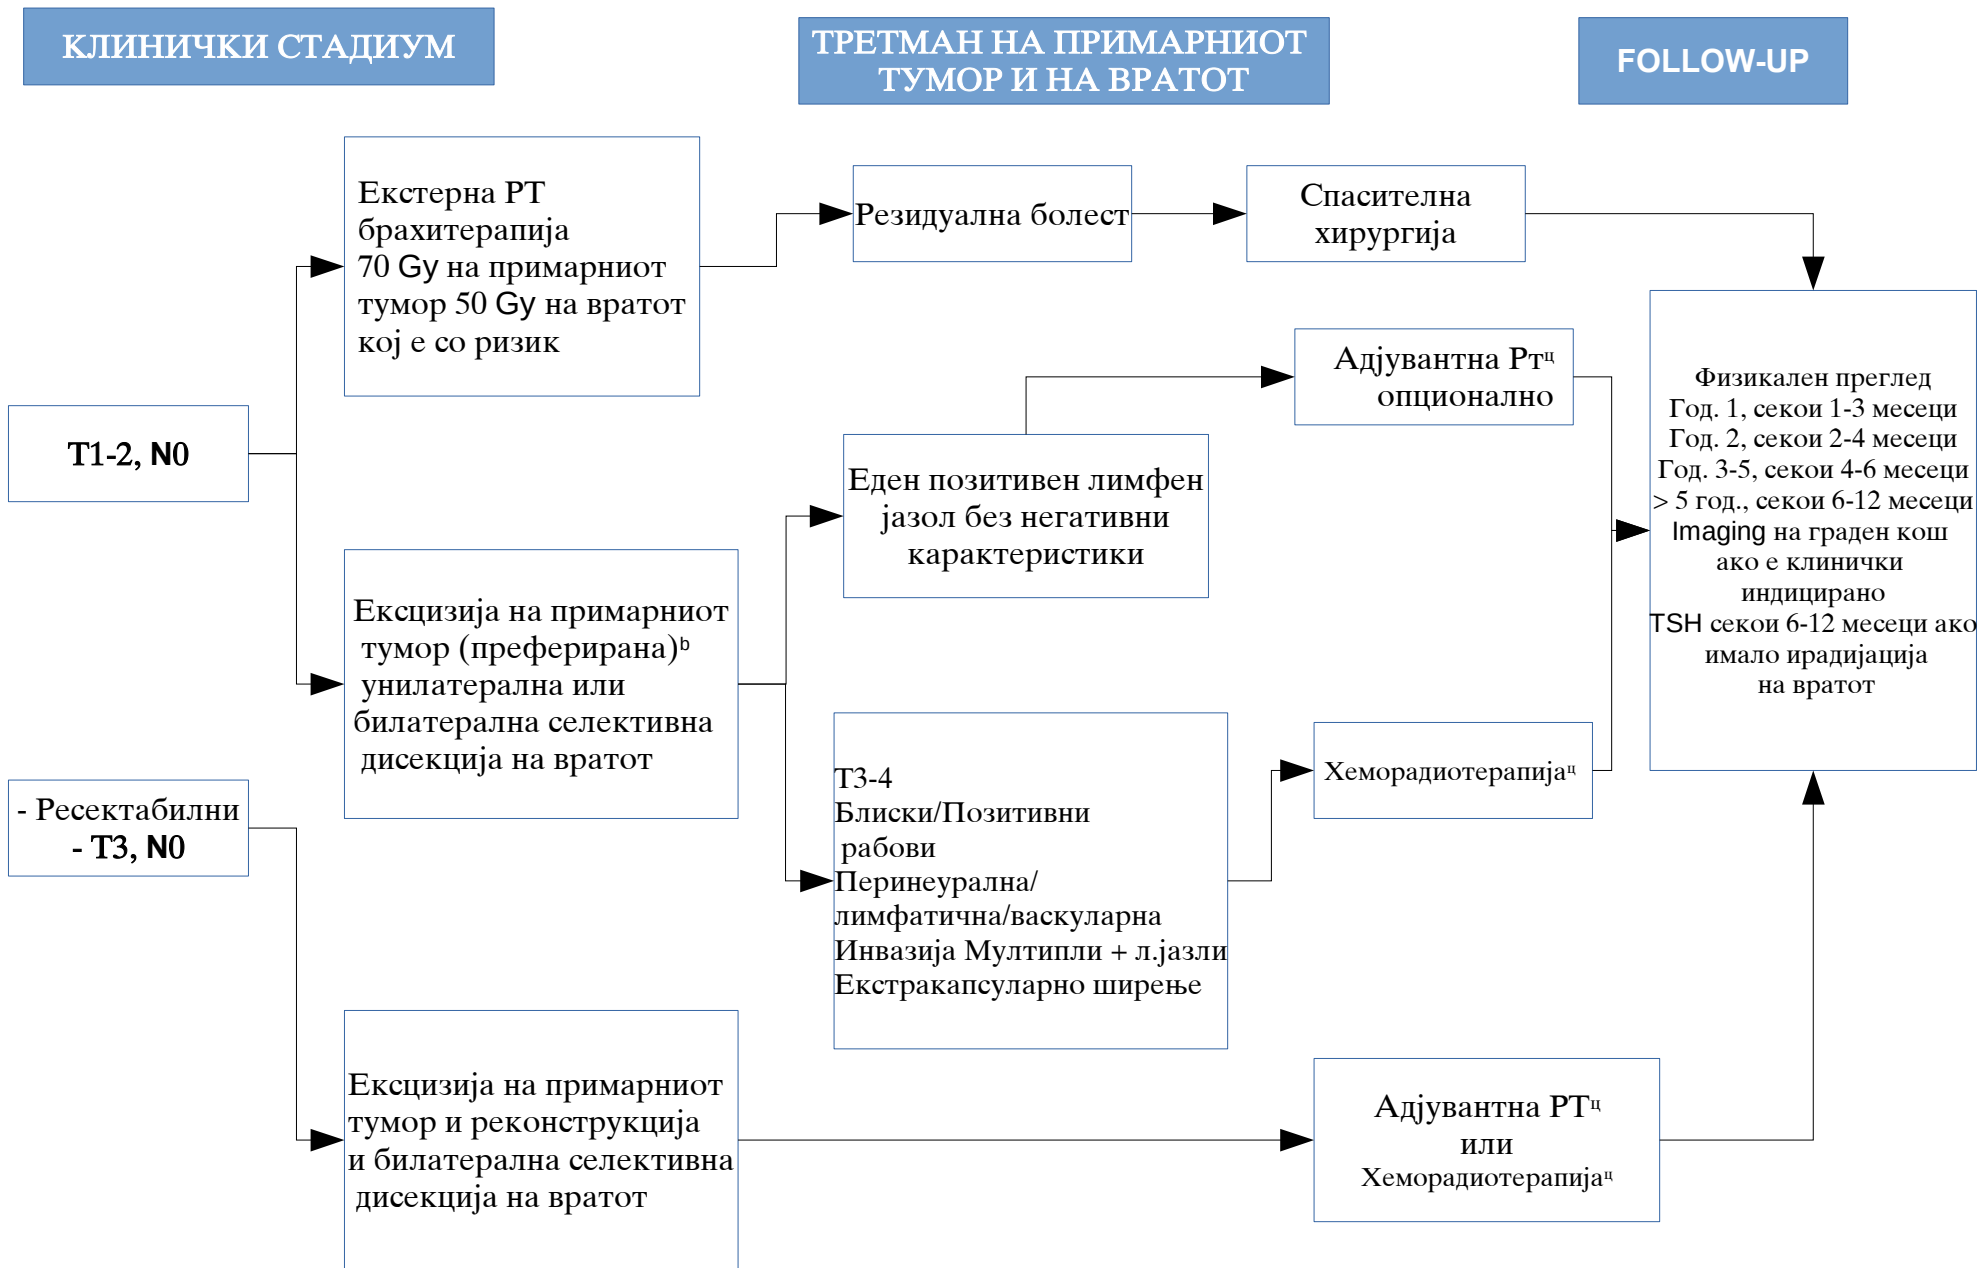 КЛИНИЧКИ СТАДИУМ
ТРЕТМАН НА ПРИМАРНИОТ
ТУМОР И НА ВРАТОТ
FOLLOW-UP
Екстерна РТ
брахитерапија
70 Gy на примарниот
тумор 50 Gy на вратот
кој е со ризик
Резидуална болест
Спасителна
хирургија
Т1-2, N0
Еден позитивен лимфен
јазол без негативни
карактеристики
Адјувантна Ртц
опционално
Физикален преглед
Год. 1, секои 1-3 месеци
Год. 2, секои 2-4 месеци
Год. 3-5, секои 4-6 месеци
> 5 год., секои 6-12 месеци
Imaging на граден кош
ако е клинички
индицирано
TSH секои 6-12 месеци ако
имало ирадијација
на вратот
Ексцизија на примарниот
тумор (преферирана)b
унилатерална или
билатерална селективна
дисекција на вратот
Т3-4
Блиски/Позитивни
рабови
Перинеурална/
лимфатична/васкуларна
Инвазија Мултипли + л.јазли
Екстракапсуларно ширење
Хеморадиотерапијац
- Ресектабилни
- Т3, N0
Ексцизија на примарниот
тумор и реконструкција
и билатерална селективна
дисекција на вратот
Адјувантна РТц
или
Хеморадиотерапијац